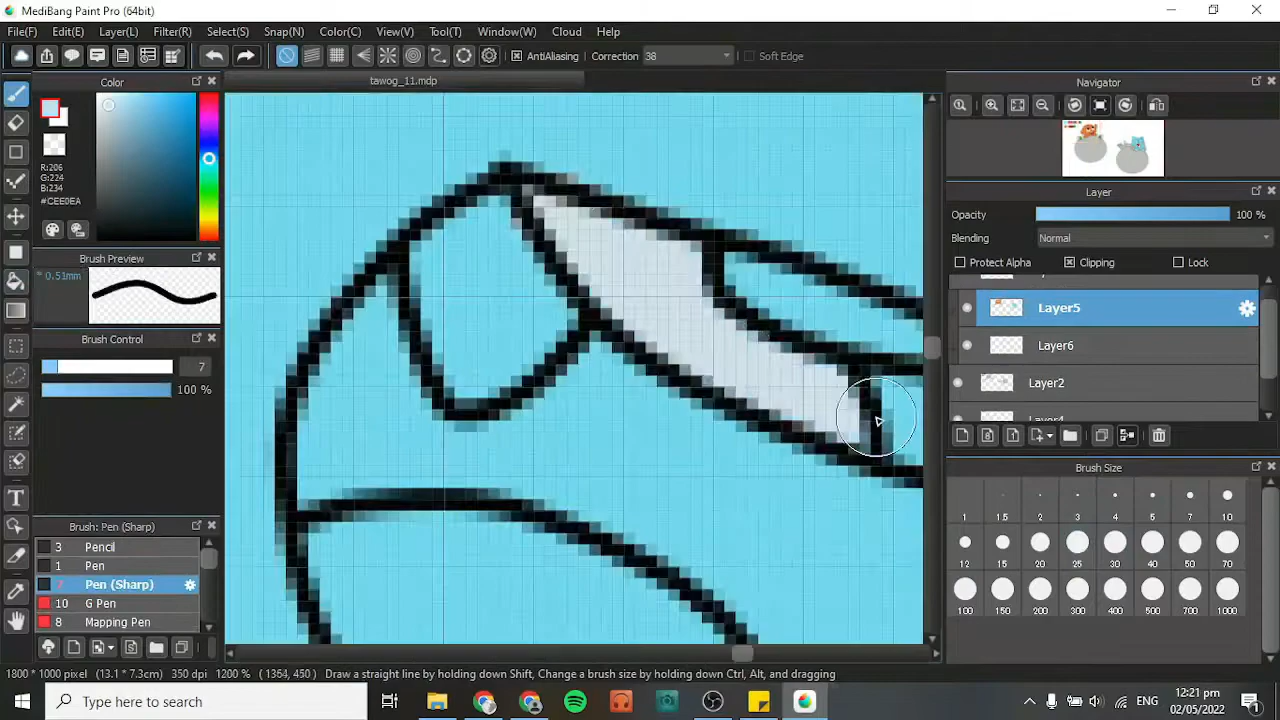 MediBang Paint Pro (64bit)
File(F) Edit(E) Layer(L) Filter(R) Select(S) Snap(N) Color(C) View(V) Tool(T) Window(W) Cloud Help
AntiAliasing Correction 38 Soft Edge
Color
tawog_11.mdp
Navigator
R:206
G:224
B:234
#CEE0EA
Brush Preview
0.51mm
Brush Control
7
100 %
Layer
Opacity 100 %
Blending Normal
Protect Alpha Clipping Lock
Layer5
Layer6
Layer2
Layer4
Brush: Pen (Sharp)
3 Pencil
1 Pen
7 Pen (Sharp)
10 G Pen
8 Mapping Pen
Brush Size
1 1.5 2 3 4 5 7 10
12 15 20 25 30 40 50 70
100 150 200 300 400 500 700 1000
1800 * 1000 pixel (13.1 * 7.3cm) 350 dpi 1200 % ( 1364, 450) Draw a straight line by holding down Shift, Change a brush size by holding down Ctrl, Alt, and dragging
Type here to search
ENG
12:21 pm
02/05/2022
1